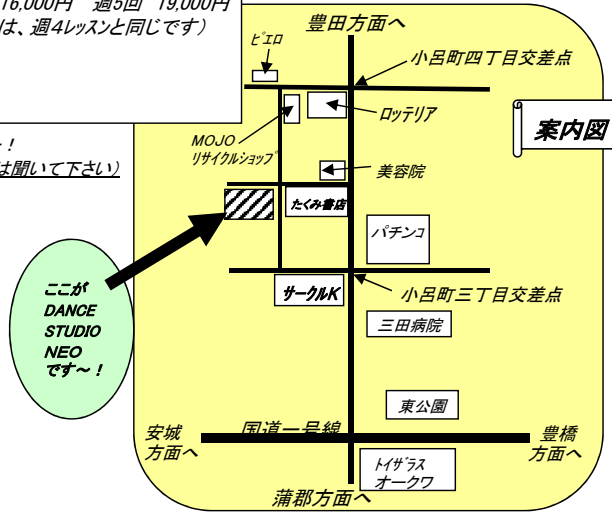 16,000円　週5回　19,000円
は、週4レッスンと同じです）
！
は聞いて下さい）
案内図
豊田方面へ
ピエロ
小呂町四丁目交差点
ロッテリア
MOJO
リサイクルショップ
美容院
たくみ書店
パチンコ
ここが
DANCE
STUDIO
NEO
です～！
サークルK
小呂町三丁目交差点
三田病院
東公園
安城
方面へ
国道一号線
豊橋
方面へ
トイザラス
オークワ
蒲郡方面へ